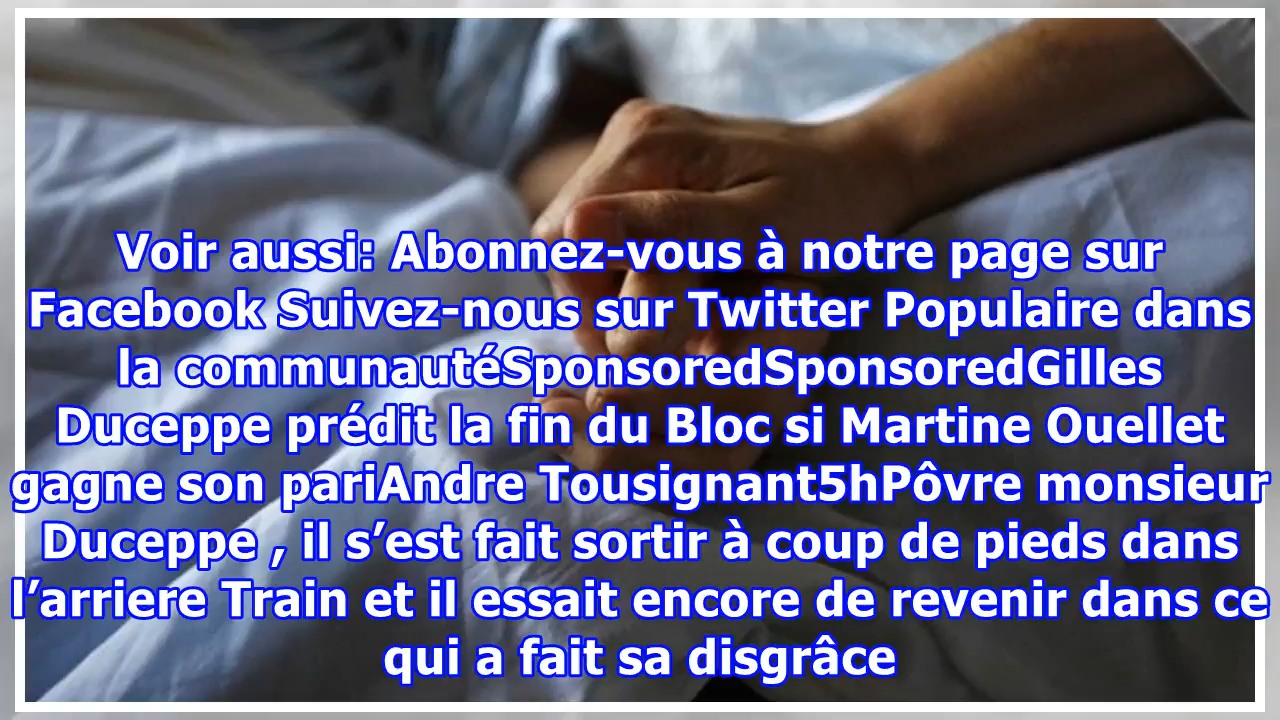 Voir aussi: Abonnez-vous à notre page sur
Facebook Suivez-nous sur Twitter Populaire dans
la communautéSponsoredSponsoredGilles
Duceppe prédit la fin du Bloc si Martine Ouellet
gagne son pariAndre Tousignant5hPôvre monsieur
Duceppe , il s’est fait sortir à coup de pieds dans
l’arriere Train et il essait encore de revenir dans ce
qui a fait sa disgrâce